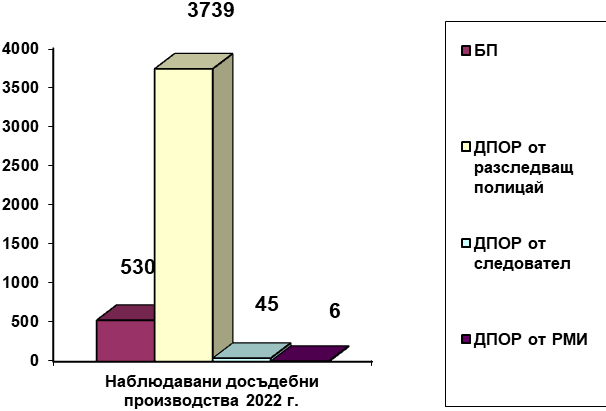 3739
4000
3500
3000
2500
2000
1500
1000
500
0
530
45
6
Наблюдавани досъдебни
производства 2022 г.
БП
ДПОР от
разследващ
полицай
ДПОР от
следовател
ДПОР от РМИ